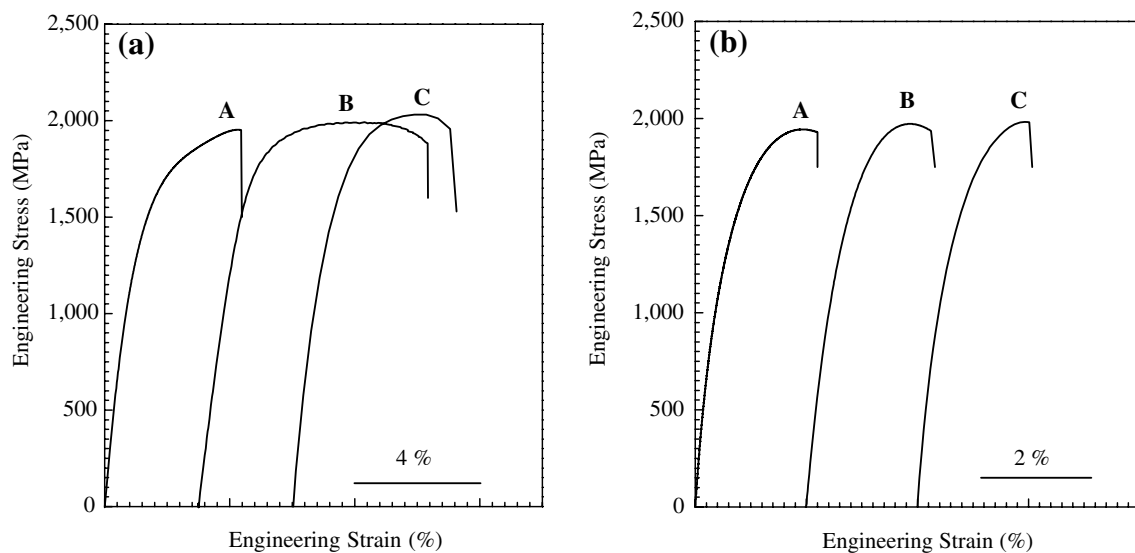 (a)
2,500
2,000
1,500
1,000
500
0
Engineering Stress (MPa)
A
B
C
4 %
Engineering Strain (%)
(b)
2,500
2,000
1,500
1,000
500
0
Engineering Stress (MPa)
A
B
C
2 %
Engineering Strain (%)